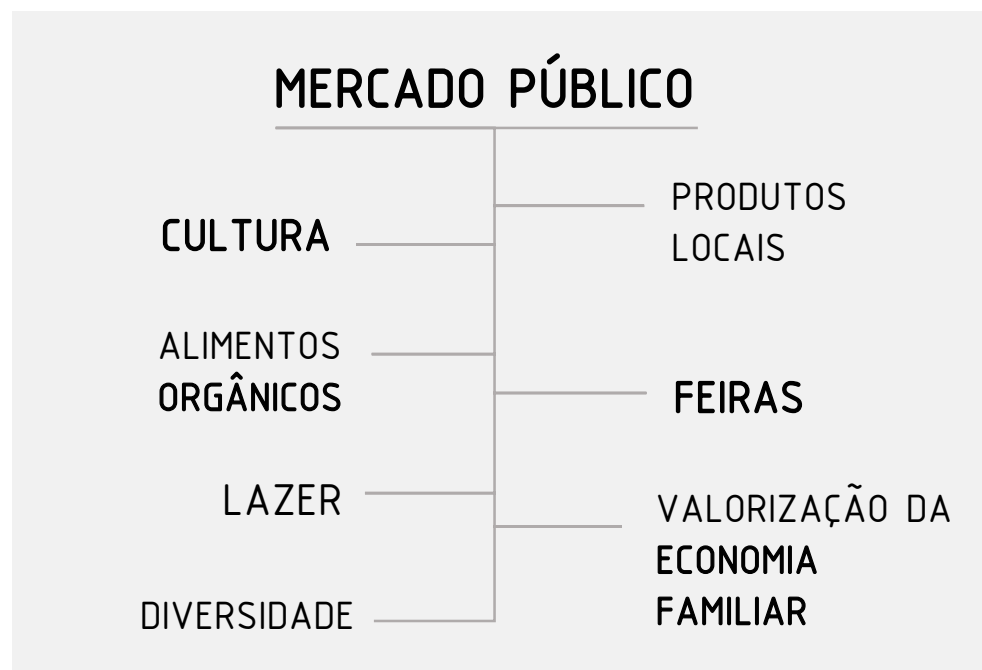 MERCADO PÚBLICO
CULTURA
ALIMENTOS
ORGÂNICOS
LAZER
DIVERSIDADE
PRODUTOS
LOCAIS
FEIRAS
VALORIZAÇÃO DA
ECONOMIA
FAMILIAR